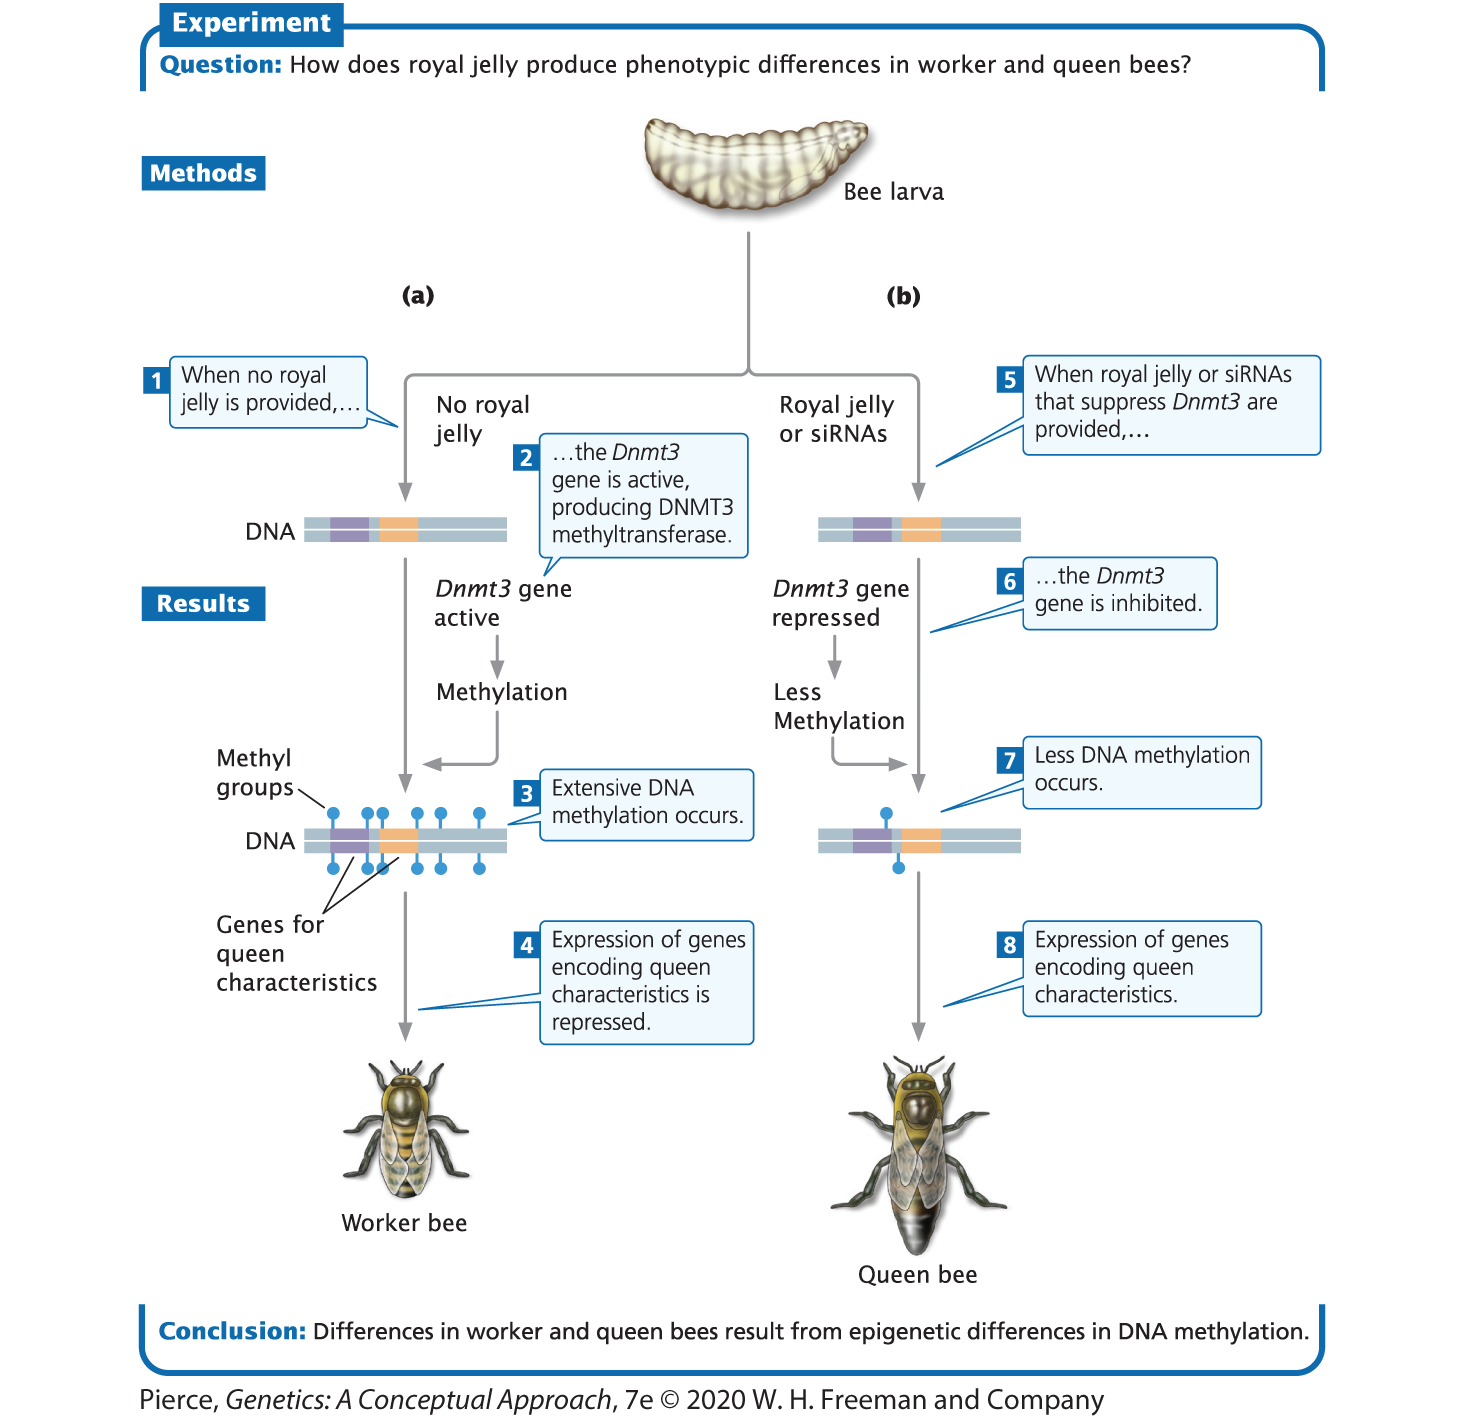 Experiment
Question: How does royal jelly produce phenotypic differences in worker and queen bees?
Methods
Bee larva
(a)
(b)
1
When no royal
jelly is provided,…
No royal
jelly
2
…the Dnmt3
gene is active,
producing DNMT3
methyltransferase.
Royal jelly
or siRNAs
5
When royal jelly or siRNAs
that suppress Dnmt3 are
provided,…
DNA
Results
Dnmt3 gene
active
Methylation
Dnmt3 gene
repressed
Less
Methylation
6
…the Dnmt3
gene is inhibited.
Methyl
groups
DNA
3
Extensive DNA
methylation occurs.
7
Less DNA methylation
occurs.
Genes for
queen
characteristics
4
Expression of genes
encoding queen
characteristics is
repressed.
8
Expression of genes
encoding queen
characteristics.
Worker bee
Queen bee
Conclusion: Differences in worker and queen bees result from epigenetic differences in DNA methylation.
Pierce, Genetics: A Conceptual Approach, 7e © 2020 W. H. Freeman and Company